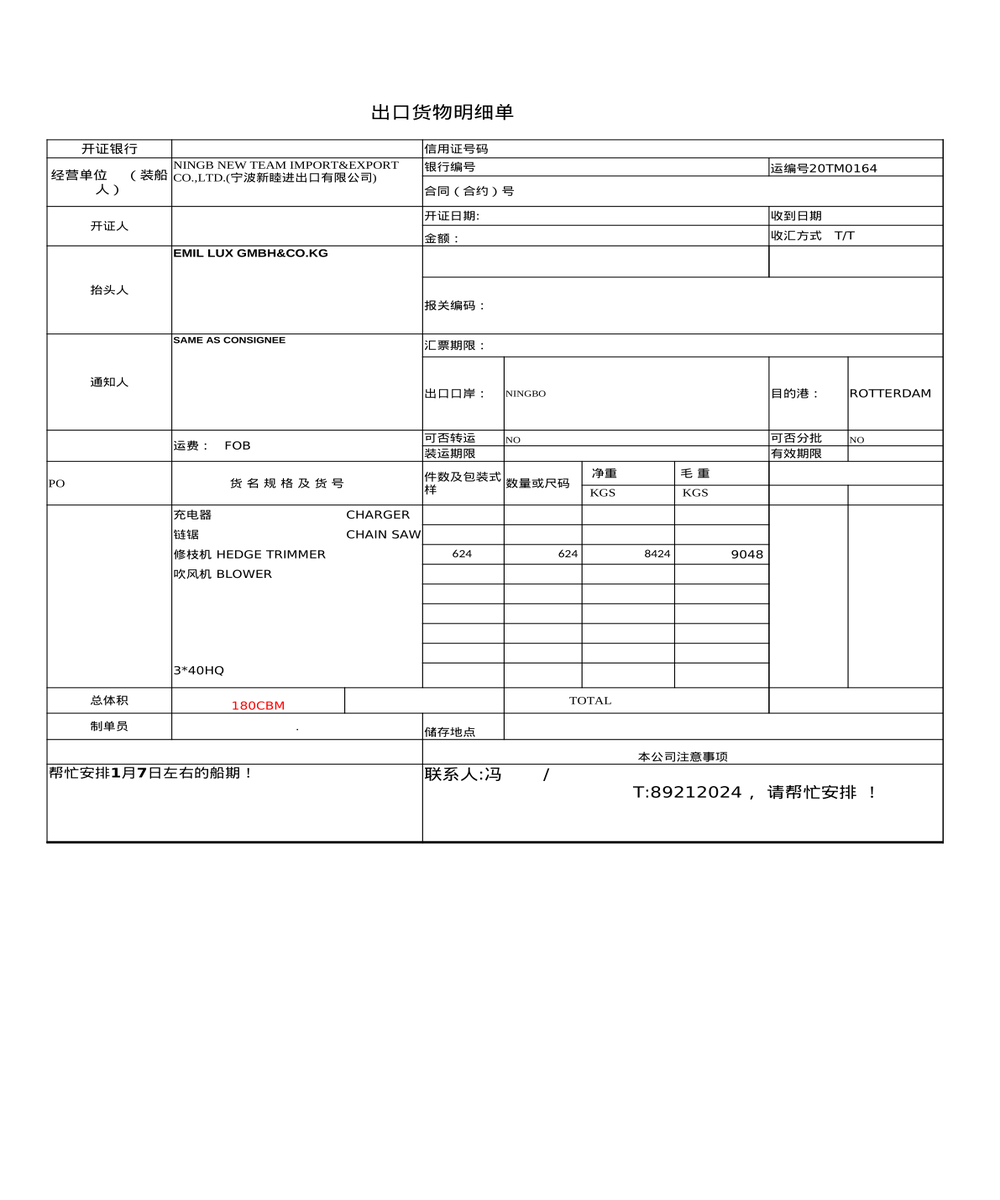 出口货物明细单
开证银行
信用证号码
经营单位 （装船人）
NINGB NEW TEAM IMPORT&EXPORT
CO.,LTD.(宁波新睦进出口有限公司)
银行编号
运编号20TM0164
合同（合约）号
开证人
开证日期:
收到日期
金额：
收汇方式 T/T
抬头人
EMIL LUX GMBH&CO.KG
报关编码：
通知人
SAME AS CONSIGNEE
汇票期限：
出口口岸：
NINGBO
目的港：
ROTTERDAM
运费： FOB
可否转运
NO
可否分批
NO
装运期限
有效期限
PO
货 名 规 格 及 货 号
件数及包装式样
数量或尺码
净重
毛 重
KGS
KGS
充电器 CHARGER
链锯 CHAIN SAW
修枝机 HEDGE TRIMMER 624 624 8424 9048
吹风机 BLOWER
3*40HQ
总体积
180CBM
TOTAL
制单员
.
储存地点
本公司注意事项
帮忙安排1月7日左右的船期！
联系人:冯 /
T:89212024 ，请帮忙安排 ！